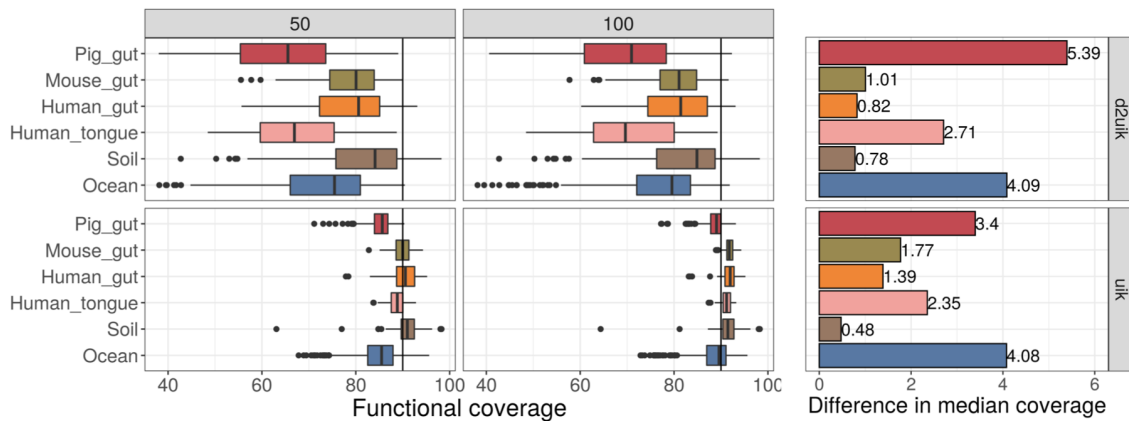 50
100
Pig_gut
Mouse_gut
Human_gut
Human_tongue
Soil
Ocean
5.39
1.01
0.82
2.71
0.78
4.09
d2uik
Pig_gut
Mouse_gut
Human_gut
Human_tongue
Soil
Ocean
3.4
1.77
1.39
2.35
0.48
4.08
uik
40 60 80 100
40 60 80 100
0 2 4 6
Functional coverage
Difference in median coverage